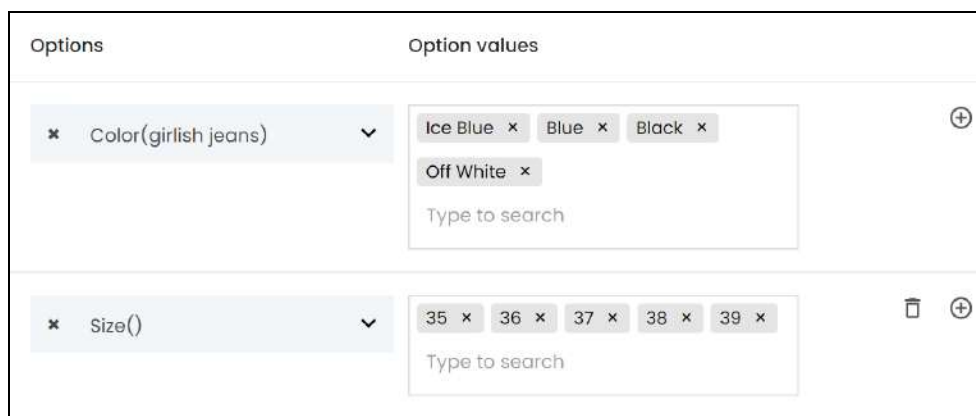 Options Option values
Color(girlish jeans) Ice Blue × Blue × Black ×
Off White ×
Type to search
Size() 35 × 36 × 37 × 38 × 39 ×
Type to search